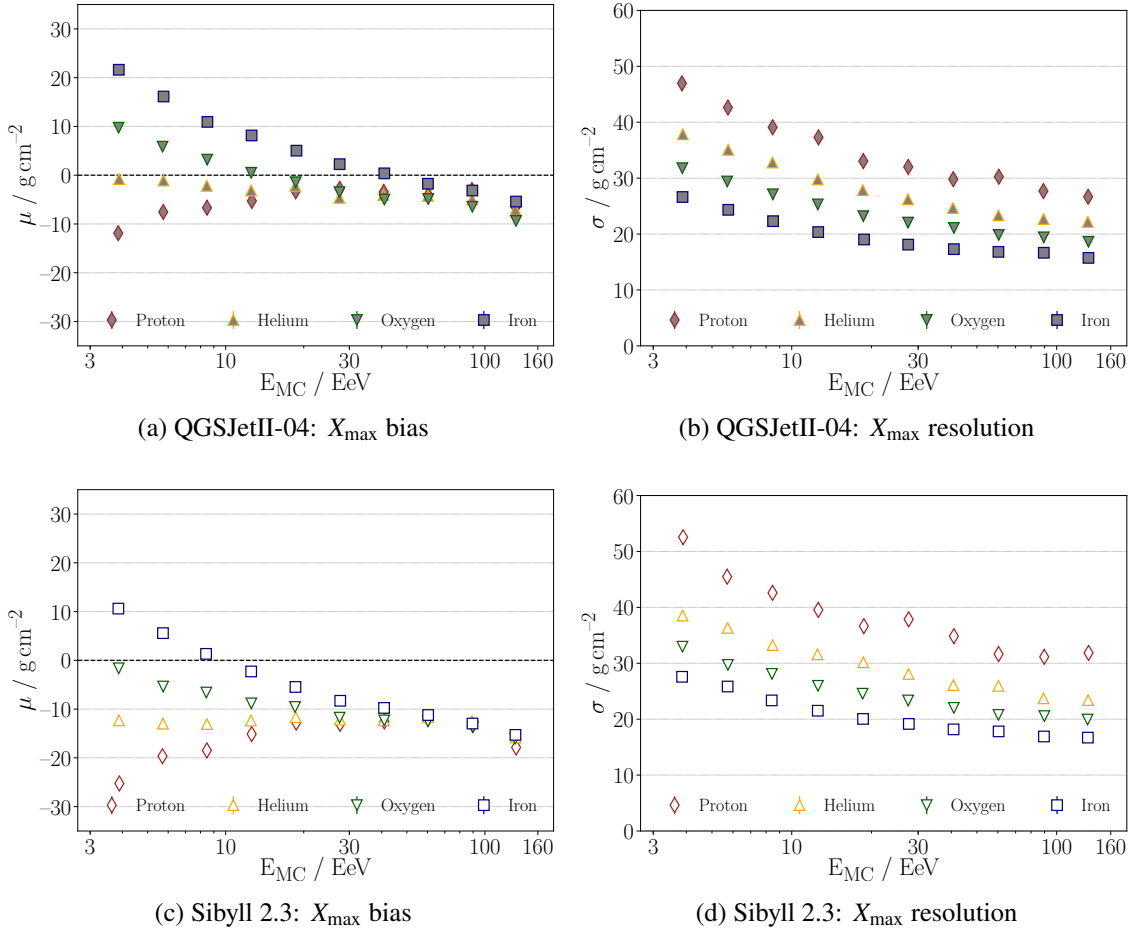 30
20
10
0
−10
−20
−30
μ / g cm−2
Proton Helium Oxygen Iron
3 10 30 100 160
EMC / EeV
(a) QGSJetII-04: Xmax bias
60
50
40
30
20
10
0
σ / g cm−2
Proton Helium Oxygen Iron
3 10 30 100 160
EMC / EeV
(b) QGSJetII-04: Xmax resolution
30
20
10
0
−10
−20
−30
μ / g cm−2
Proton Helium Oxygen Iron
3 10 30 100 160
EMC / EeV
(c) Sibyll 2.3: Xmax bias
60
50
40
30
20
10
0
σ / g cm−2
Proton Helium Oxygen Iron
3 10 30 100 160
EMC / EeV
(d) Sibyll 2.3: Xmax resolution